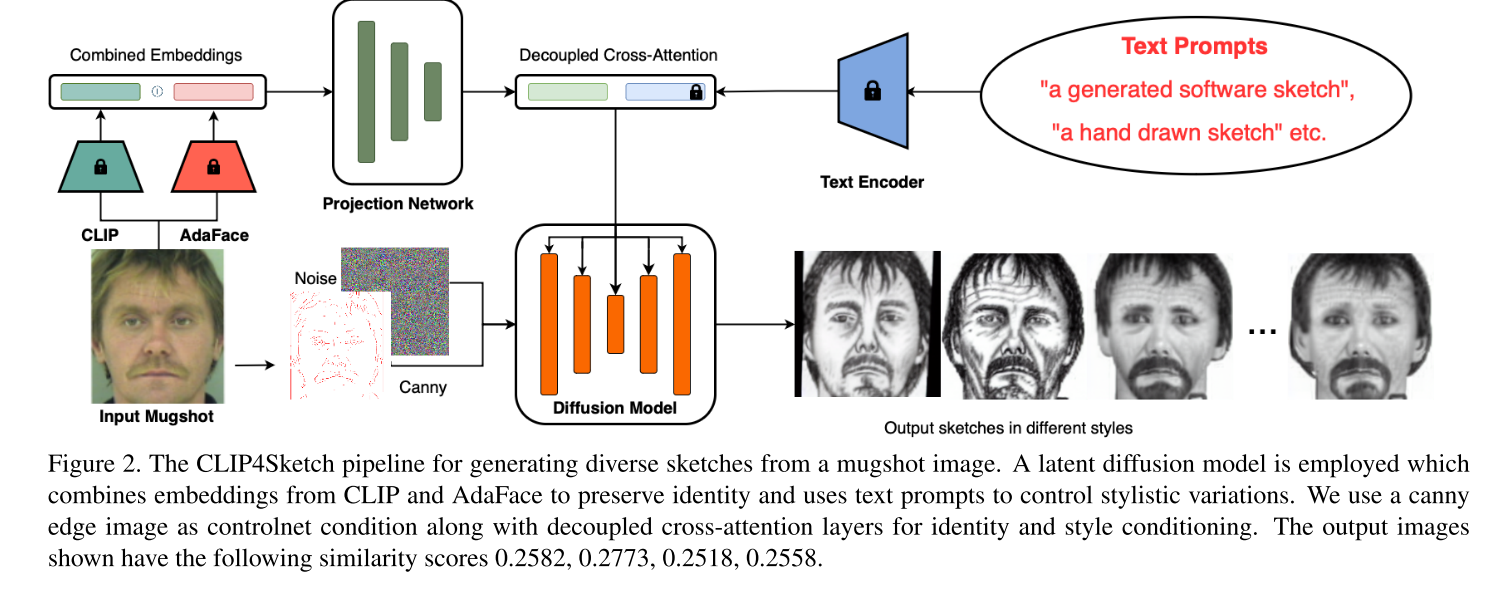 Combined Embeddings
Decoupled Cross-Attention
Text Prompts
"a generated software sketch",
"a hand drawn sketch" etc.
Text Encoder
Projection Network
CLIP
AdaFace
Noise
Canny
Input Mugshot
Diffusion Model
Output sketches in different styles
Figure 2. The CLIP4Sketch pipeline for generating diverse sketches from a mugshot image. A latent diffusion model is employed which
combines embeddings from CLIP and AdaFace to preserve identity and uses text prompts to control stylistic variations. We use a canny
edge image as controlnet condition along with decoupled cross-attention layers for identity and style conditioning. The output images
shown have the following similarity scores 0.2582, 0.2773, 0.2518, 0.2558.